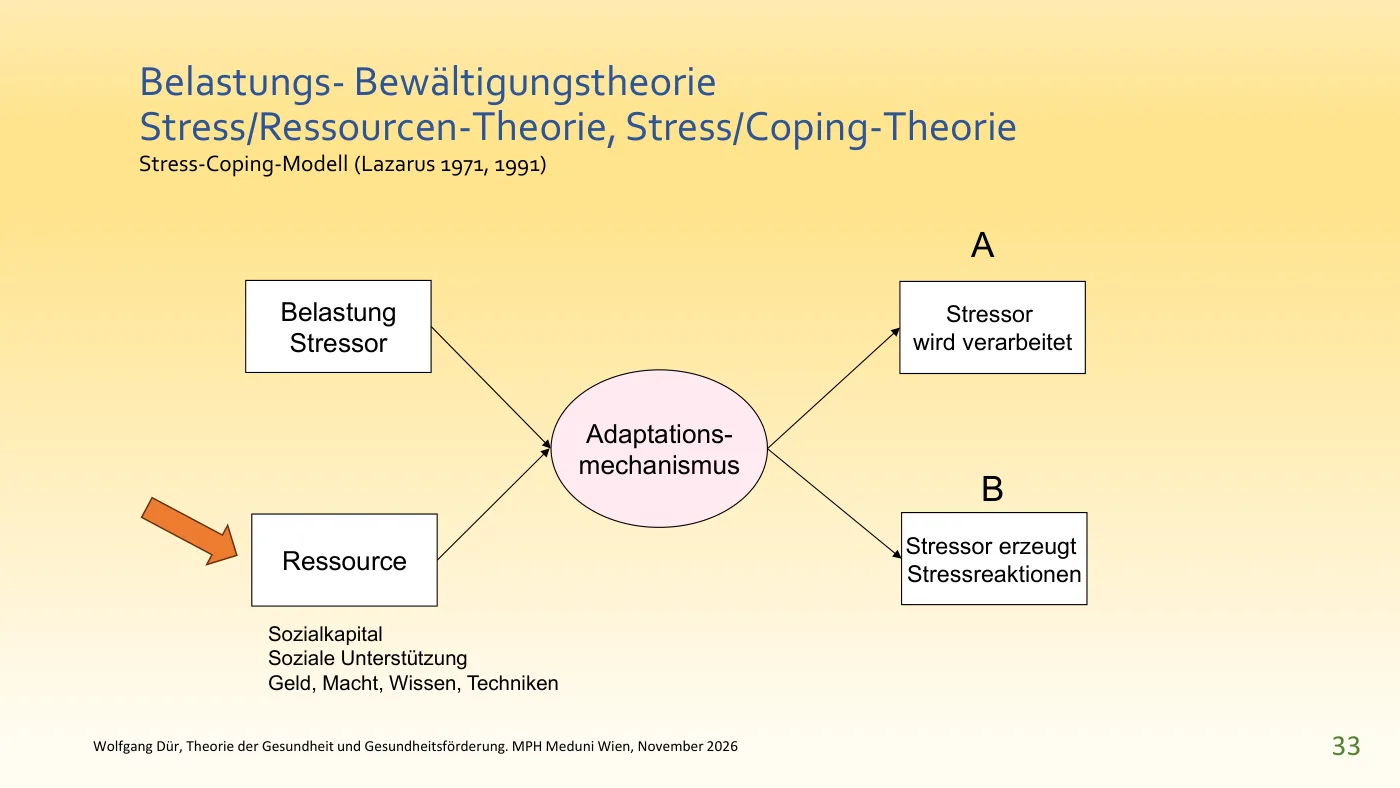 Belastungs- Bewältigungstheorie
Stress/Ressourcen-Theorie, Stress/Coping-Theorie
Stress-Coping-Modell (Lazarus 1971, 1991)
A
Belastung
Stressor
Stressor
wird verarbeitet
Adaptations-
mechanismus
B
Ressource
Stressor erzeugt
Stressreaktionen
Sozialkapital
Soziale Unterstützung
Geld, Macht, Wissen, Techniken
Wolfgang Dür, Theorie der Gesundheit und Gesundheitsförderung. MPH Meduni Wien, November 2026
33